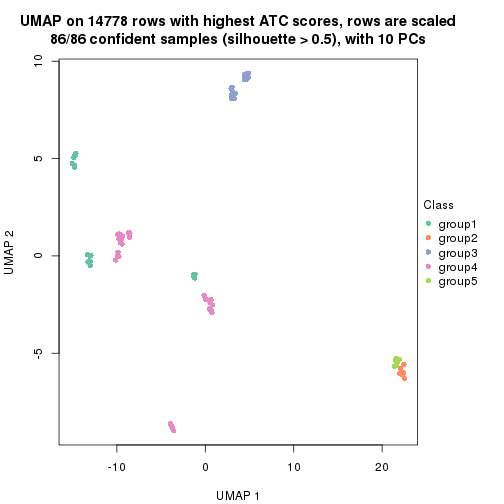 UMAP on 14778 rows with highest ATC scores, rows are scaled
86/86 confident samples (silhouette > 0.5), with 10 PCs
10
5
0
-5
UMAP 2
-10
0
10
20
UMAP 1
Class
group1
group2
group3
group4
group5